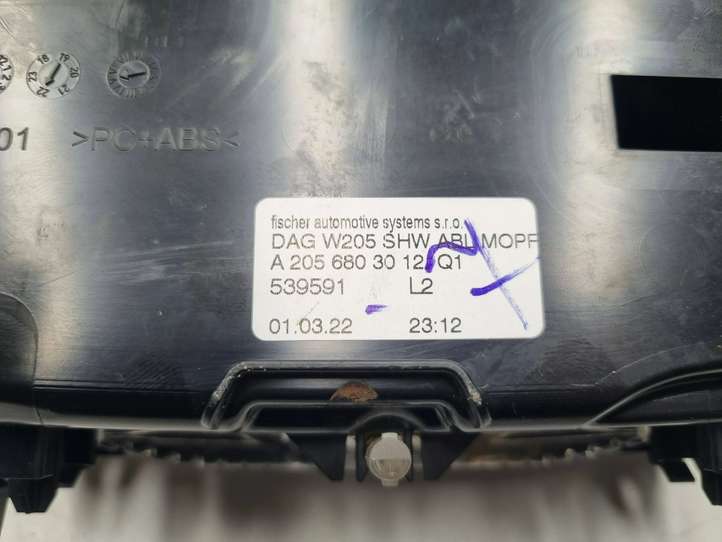 01 >PC+ABS<
fischer automotive systems s.r.o.
DAG W205 SHW ABL MOPF
A 205 680 30 12 Q1
539591 L2
01.03.22 23:12